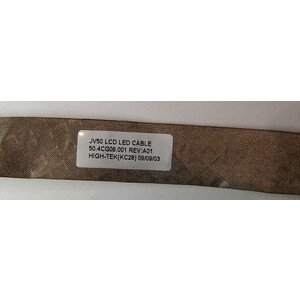 JV50 LCD LED CABLE
50.4CG08.001 REV:A01
HIGH-TEK(KC28) 09/09/03